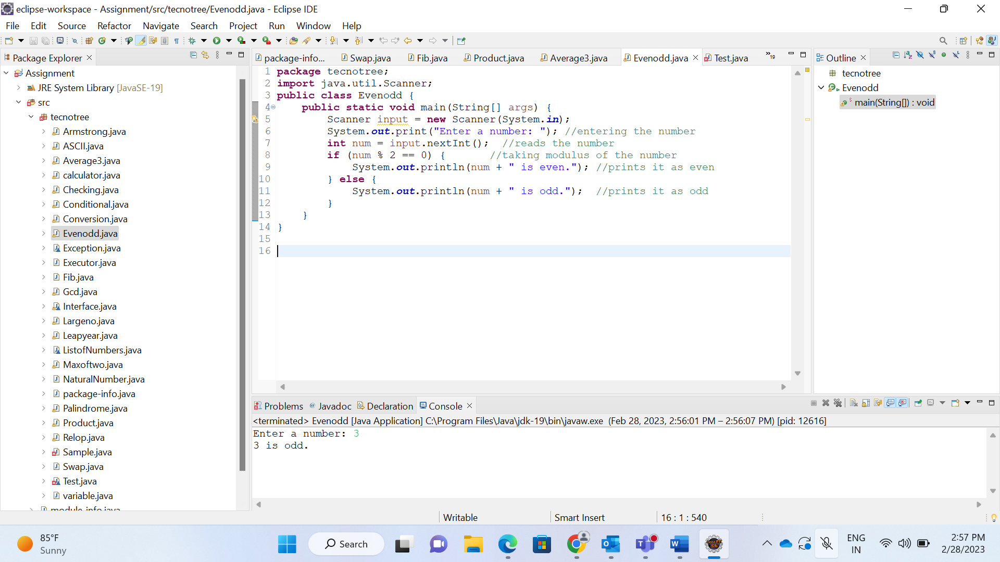 eclipse-workspace - Assignment/src/tecnotree/Evenodd.java - Eclipse IDE
File Edit Source Refactor Navigate Search Project Run Window Help
Package Explorer
Assignment
JRE System Library [JavaSE-19]
src
tecnotree
Armstrong.java
ASCII.java
Average3.java
calculator.java
Checking.java
Conditional.java
Conversion.java
Evenodd.java
Exception.java
Executor.java
Fib.java
Gcd.java
Interface.java
Largeno.java
Leapyear.java
ListofNumbers.java
Maxoftwo.java
NaturalNumber.java
package-info.java
Palindrome.java
Product.java
Relop.java
Sample.java
Swap.java
Test.java
variable.java
module-info.java
package-info... Swap.java Fib.java Product.java Average3.java Evenodd.java Test.java »19
1 package tecnotree;
2 import java.util.Scanner;
3 public class Evenodd {
4 public static void main(String[] args) {
5 Scanner input = new Scanner(System.in);
6 System.out.print("Enter a number: "); //entering the number
7 int num = input.nextInt(); //reads the number
8 if (num % 2 == 0) { //taking modulus of the number
9 System.out.println(num + " is even."); //prints it as even
10 } else {
11 System.out.println(num + " is odd."); //prints it as odd
12 }
13 }
14 }
15
16
Outline
tecnotree
Evenodd
main(String[]) : void
Problems Javadoc Declaration Console
<terminated> Evenodd [Java Application] C:\Program Files\Java\jdk-19\bin\javaw.exe (Feb 28, 2023, 2:56:01 PM – 2:56:07 PM) [pid: 12616]
Enter a number: 3
3 is odd.
Writable Smart Insert 16 : 1 : 540
85°F
Sunny
Search
ENG
IN
2:57 PM
2/28/2023